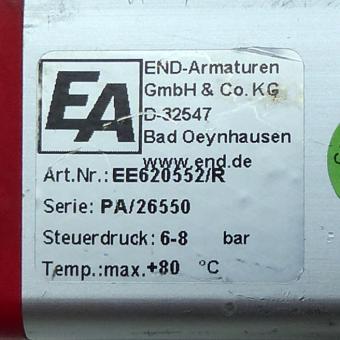 EA
END-Armaturen
GmbH & Co. KG
D-32547
Bad Oeynhausen
www.end.de
Art.Nr.: EE620552/R
Serie: PA/26550
Steuerdruck: 6-8 bar
Temp.:max.+80 °C